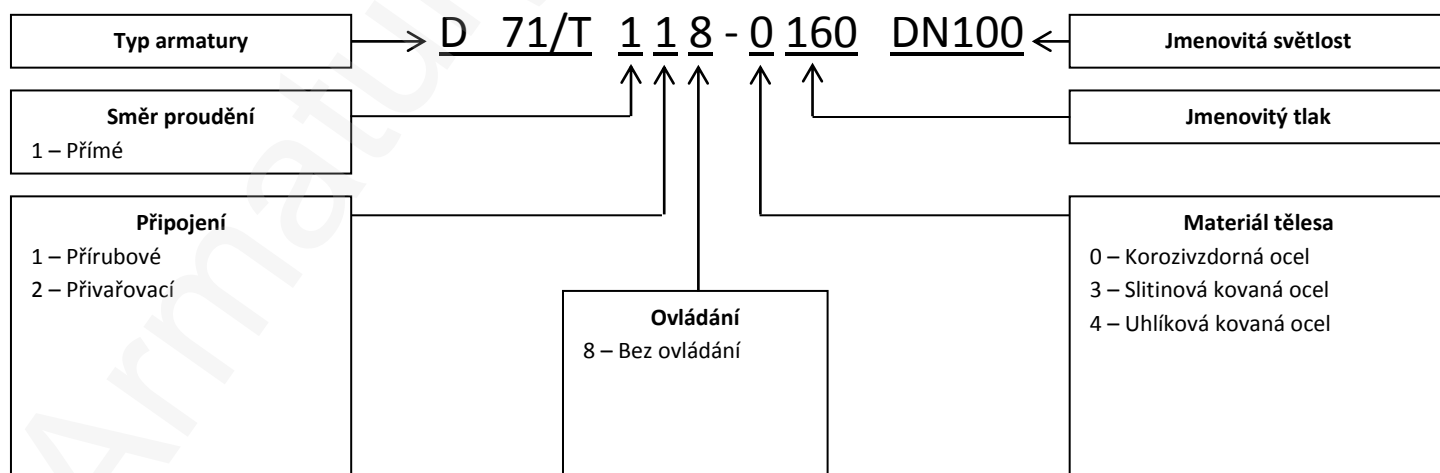 Typ armatury
D 71/T 1 1 8 - 0 160 DN100
Jmenovitá světlost
Směr proudění
1 – Přímé
Jmenovitý tlak
Připojení
1 – Přírubové
2 – Přivařovací
Ovládání
8 – Bez ovládání
Materiál tělesa
0 – Korozivzdorná ocel
3 – Slitinová kovaná ocel
4 – Uhlíková kovaná ocel